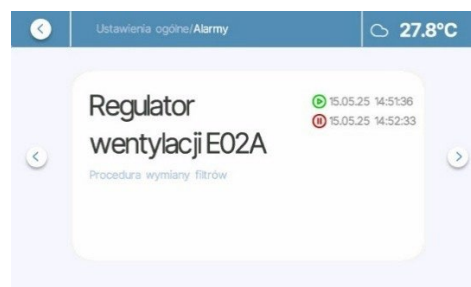 Ustawienia ogólne/Alarmy
27.8°C
Regulator
wentylacji E02A
15.05.25 14:51:36
15.05.25 14:52:33
Procedura wymiany filtrów